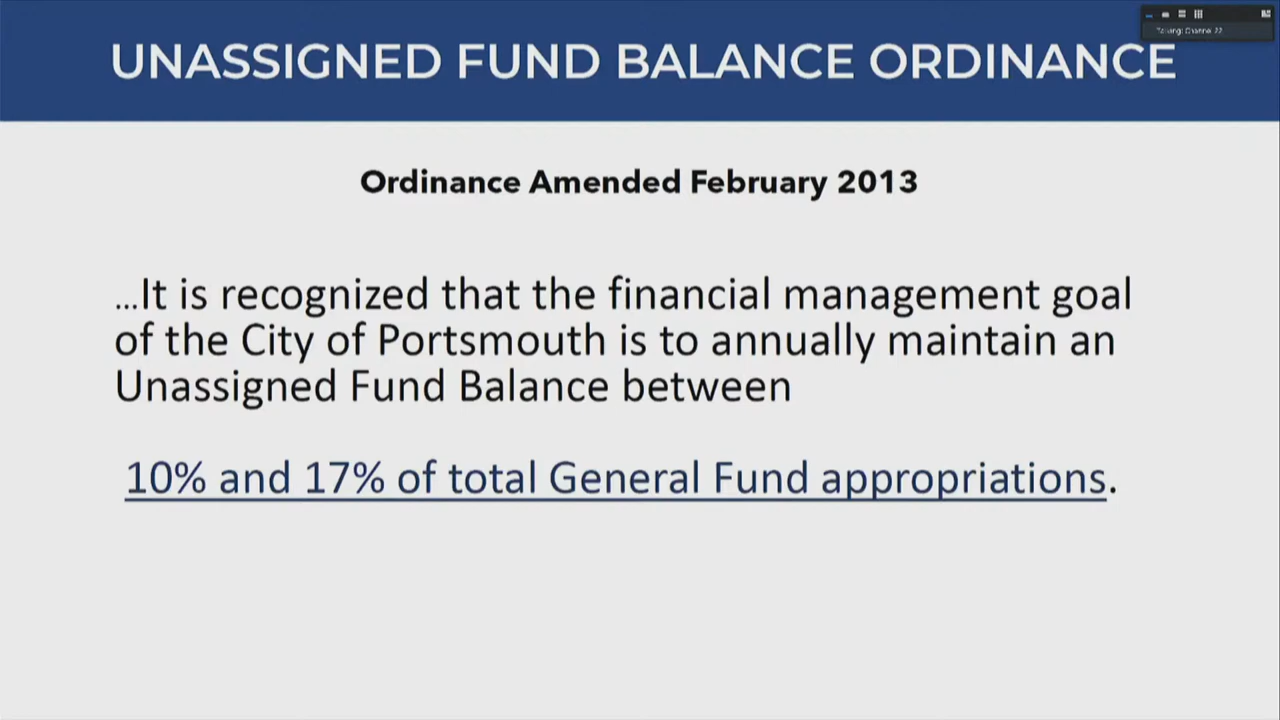 UNASSIGNED FUND BALANCE ORDINANCE
Ordinance Amended February 2013
...It is recognized that the financial management goal
of the City of Portsmouth is to annually maintain an
Unassigned Fund Balance between
10% and 17% of total General Fund appropriations.